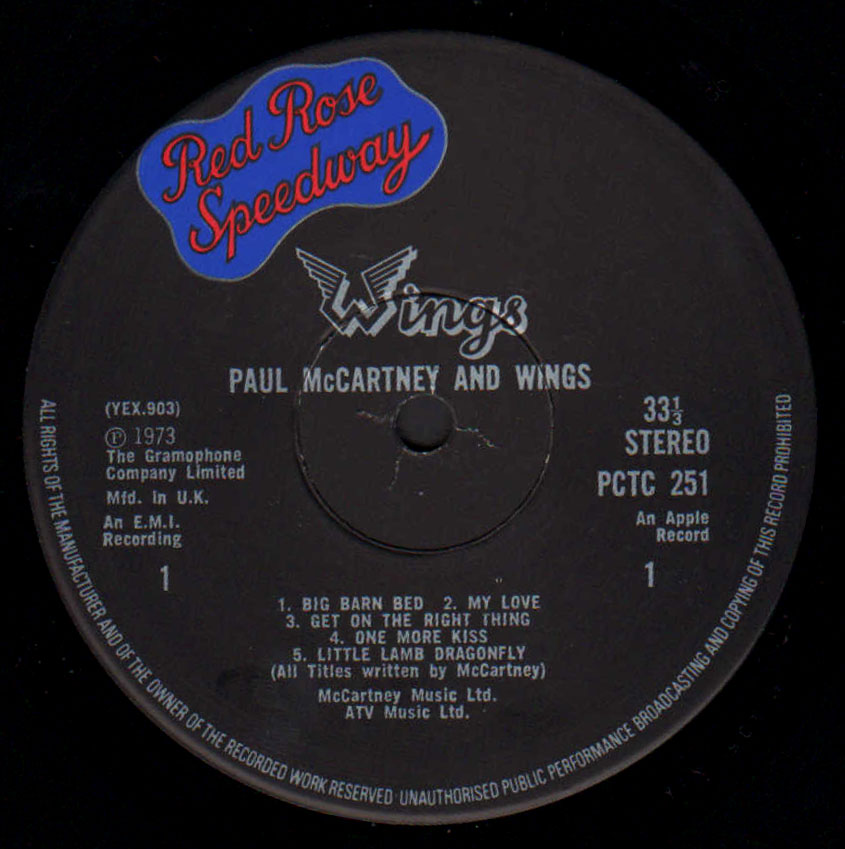 Red Rose
Speedway
Wings
PAUL McCARTNEY AND WINGS
(YEX.903)
℗ 1973
The Gramophone
Company Limited
Mfd. in U.K.
An E.M.I.
Recording
1
33⅓
STEREO
PCTC 251
An Apple
Record
1
1. BIG BARN BED 2. MY LOVE
3. GET ON THE RIGHT THING
4. ONE MORE KISS
5. LITTLE LAMB DRAGONFLY
(All Titles written by McCartney)
McCartney Music Ltd.
ATV Music Ltd.
ALL RIGHTS OF THE MANUFACTURER AND OF THE OWNER OF THE RECORDED WORK RESERVED · UNAUTHORISED PUBLIC PERFORMANCE BROADCASTING AND COPYING OF THIS RECORD PROHIBITED